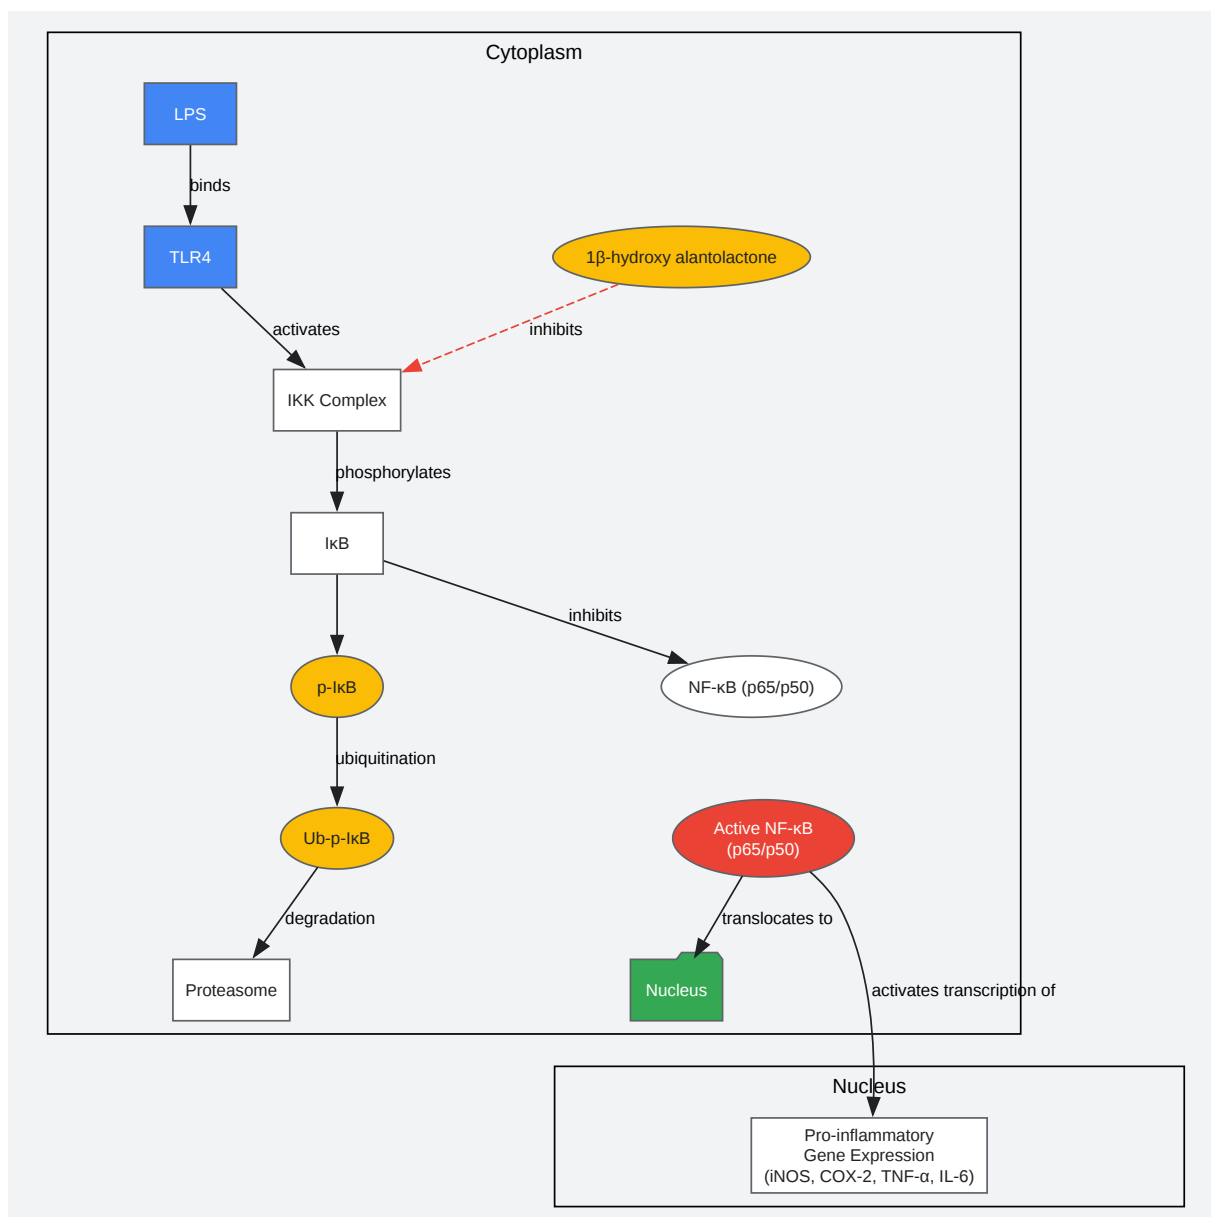 Cytoplasm
LPS
binds
TLR4
1β-hydroxy alantolactone
activates
inhibits
IKK Complex
phosphorylates
IκB
inhibits
p-IκB
NF-κB (p65/p50)
ubiquitination
Ub-p-IκB
Active NF-κB
(p65/p50)
degradation
translocates to
Proteasome
Nucleus
activates transcription of
Nucleus
Pro-inflammatory
Gene Expression
(iNOS, COX-2, TNF-α, IL-6)